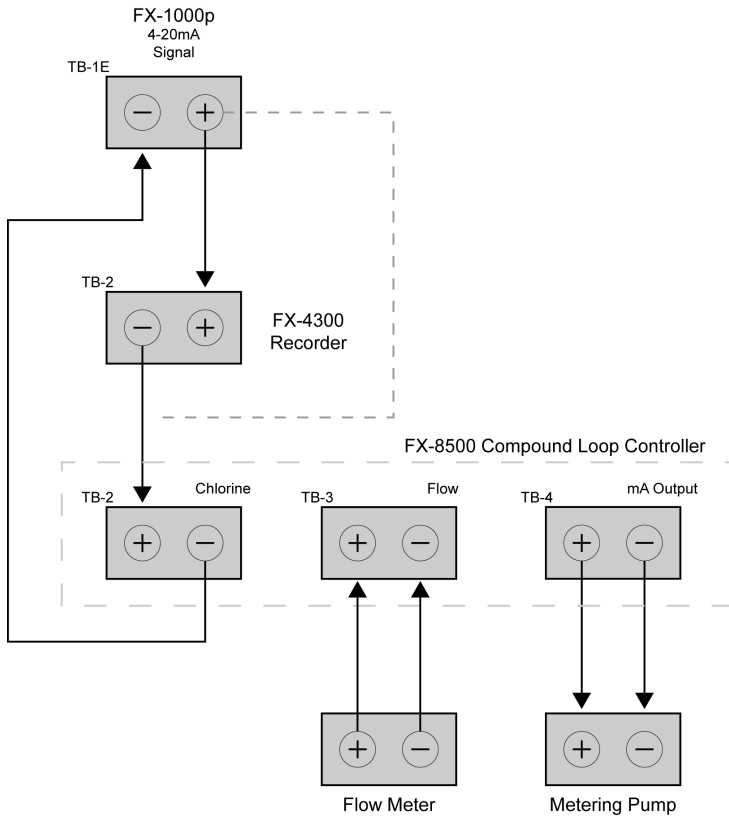 FX-1000p
4-20mA
Signal
TB-1E
− +
TB-2
− +
FX-4300
Recorder
FX-8500 Compound Loop Controller
TB-2
Chlorine
+ −
TB-3
Flow
+ −
TB-4
mA Output
+ −
+ −
Flow Meter
+ −
Metering Pump